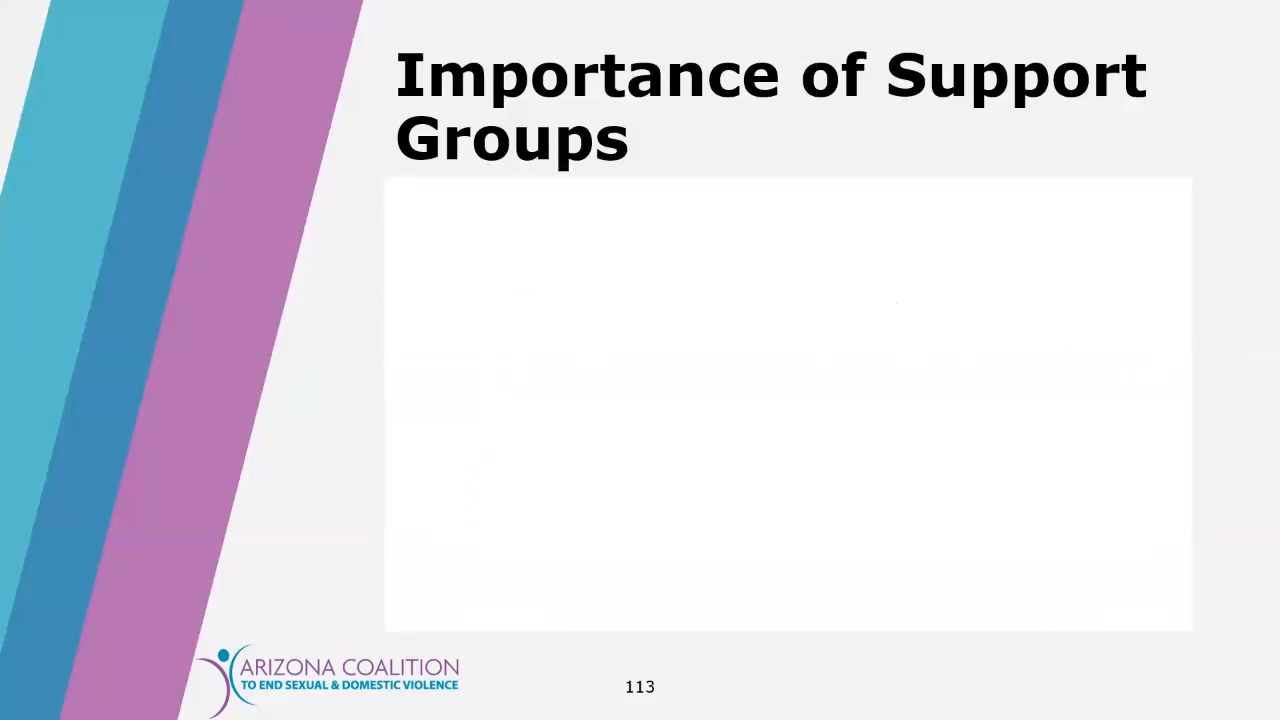 Importance of Support
Groups
ARIZONA COALITION
TO END SEXUAL & DOMESTIC VIOLENCE
113